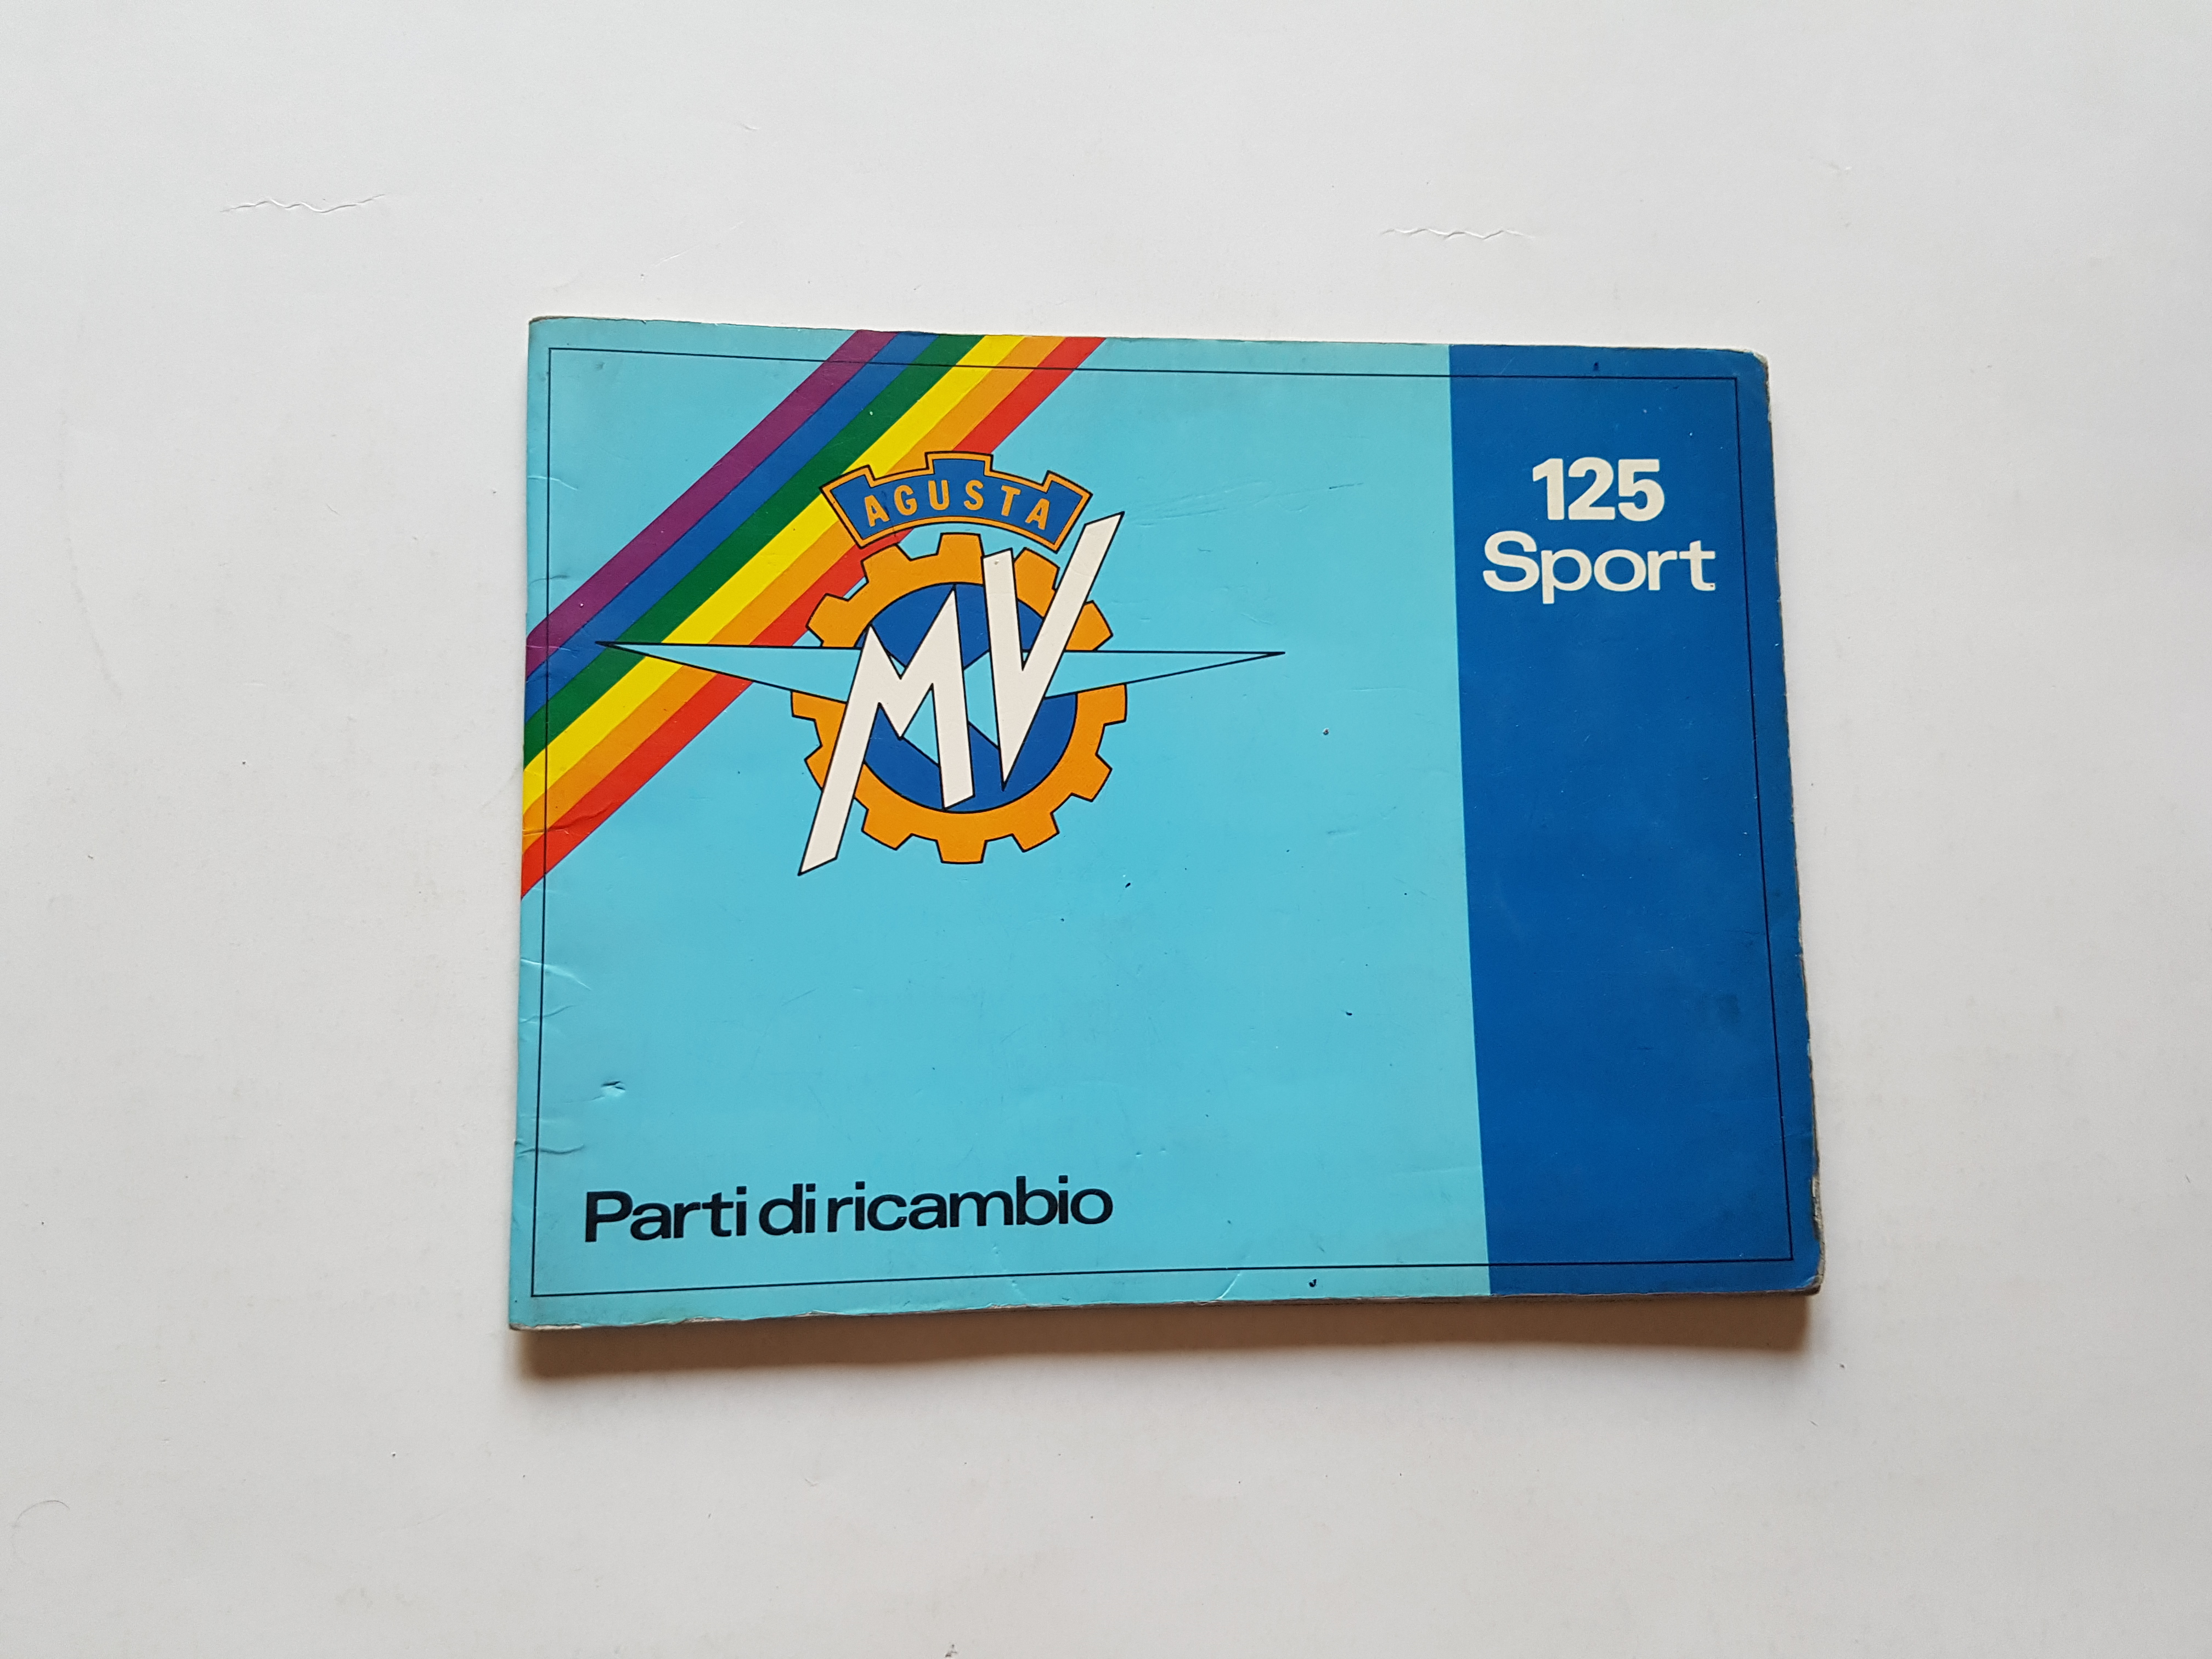 AGUSTA
MV
125
Sport
Parti di ricambio